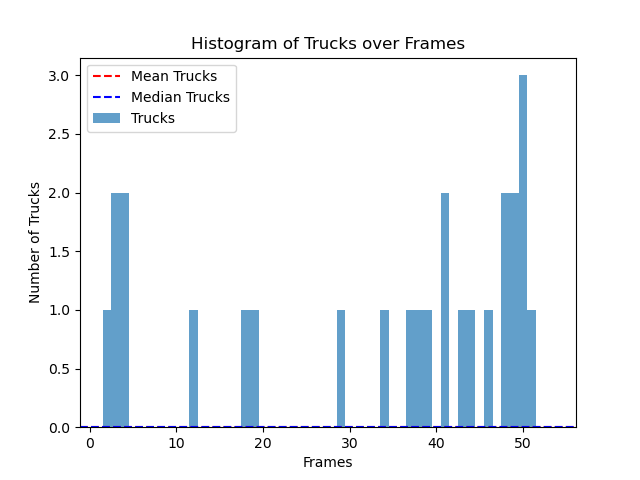 Histogram of Trucks over Frames
Mean Trucks
Median Trucks
Trucks
Number of Trucks
3.0
2.5
2.0
1.5
1.0
0.5
0.0
0 10 20 30 40 50
Frames